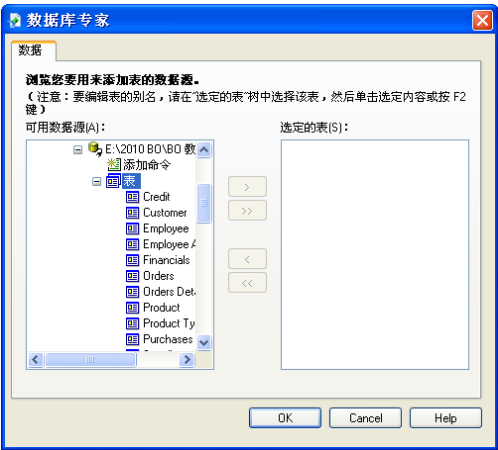 数据库专家
数据
浏览您要用来添加表的数据源。
(注意：要编辑表的别名，请在"选定的表"树中选择该表，然后单击选定内容或按 F2
键)
可用数据源(A):
选定的表(S):
E:\2010 BO\BO 数
添加命令
表
Credit
Customer
Employee
Employee A
Financials
Orders
Orders Det
Product
Product Ty
Purchases
>
>>
<
<<
OK
Cancel
Help